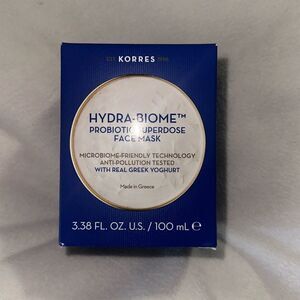 KORRES
HYDRA-BIOME™
PROBIOTIC SUPERDOSE
FACE MASK
MICROBIOME-FRIENDLY TECHNOLOGY
ANTI-POLLUTION TESTED
WITH REAL GREEK YOGHURT
Made in Greece
3.38 FL. OZ. U.S. / 100 mL ℮